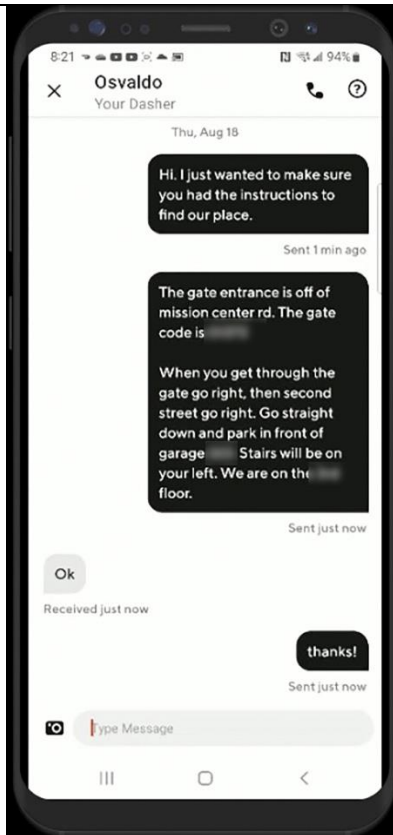 8:21
94%
Osvaldo
Your Dasher
Thu, Aug 18
Hi. I just wanted to make sure
you had the instructions to
find our place.
Sent 1 min ago
The gate entrance is off of
mission center rd. The gate
code is
When you get through the
gate go right, then second
street go right. Go straight
down and park in front of
garage Stairs will be on
your left. We are on the
floor.
Sent just now
Ok
Received just now
thanks!
Sent just now
Type Message